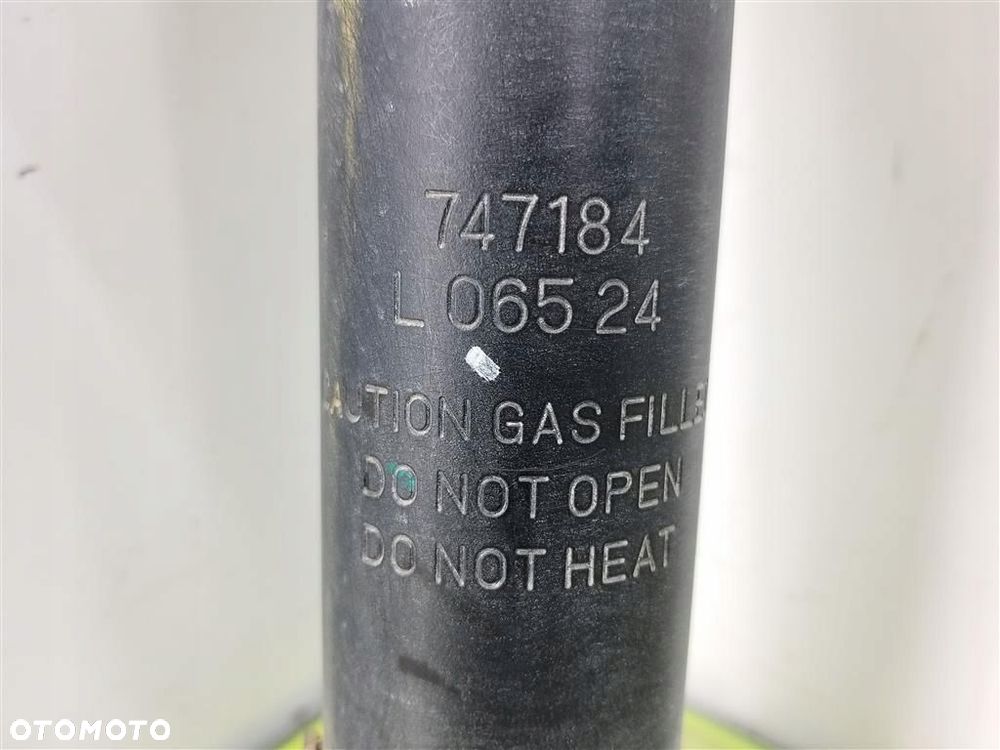 747184
L 065 24
CAUTION GAS FILLED
DO NOT OPEN
DO NOT HEAT
OTOMOTO